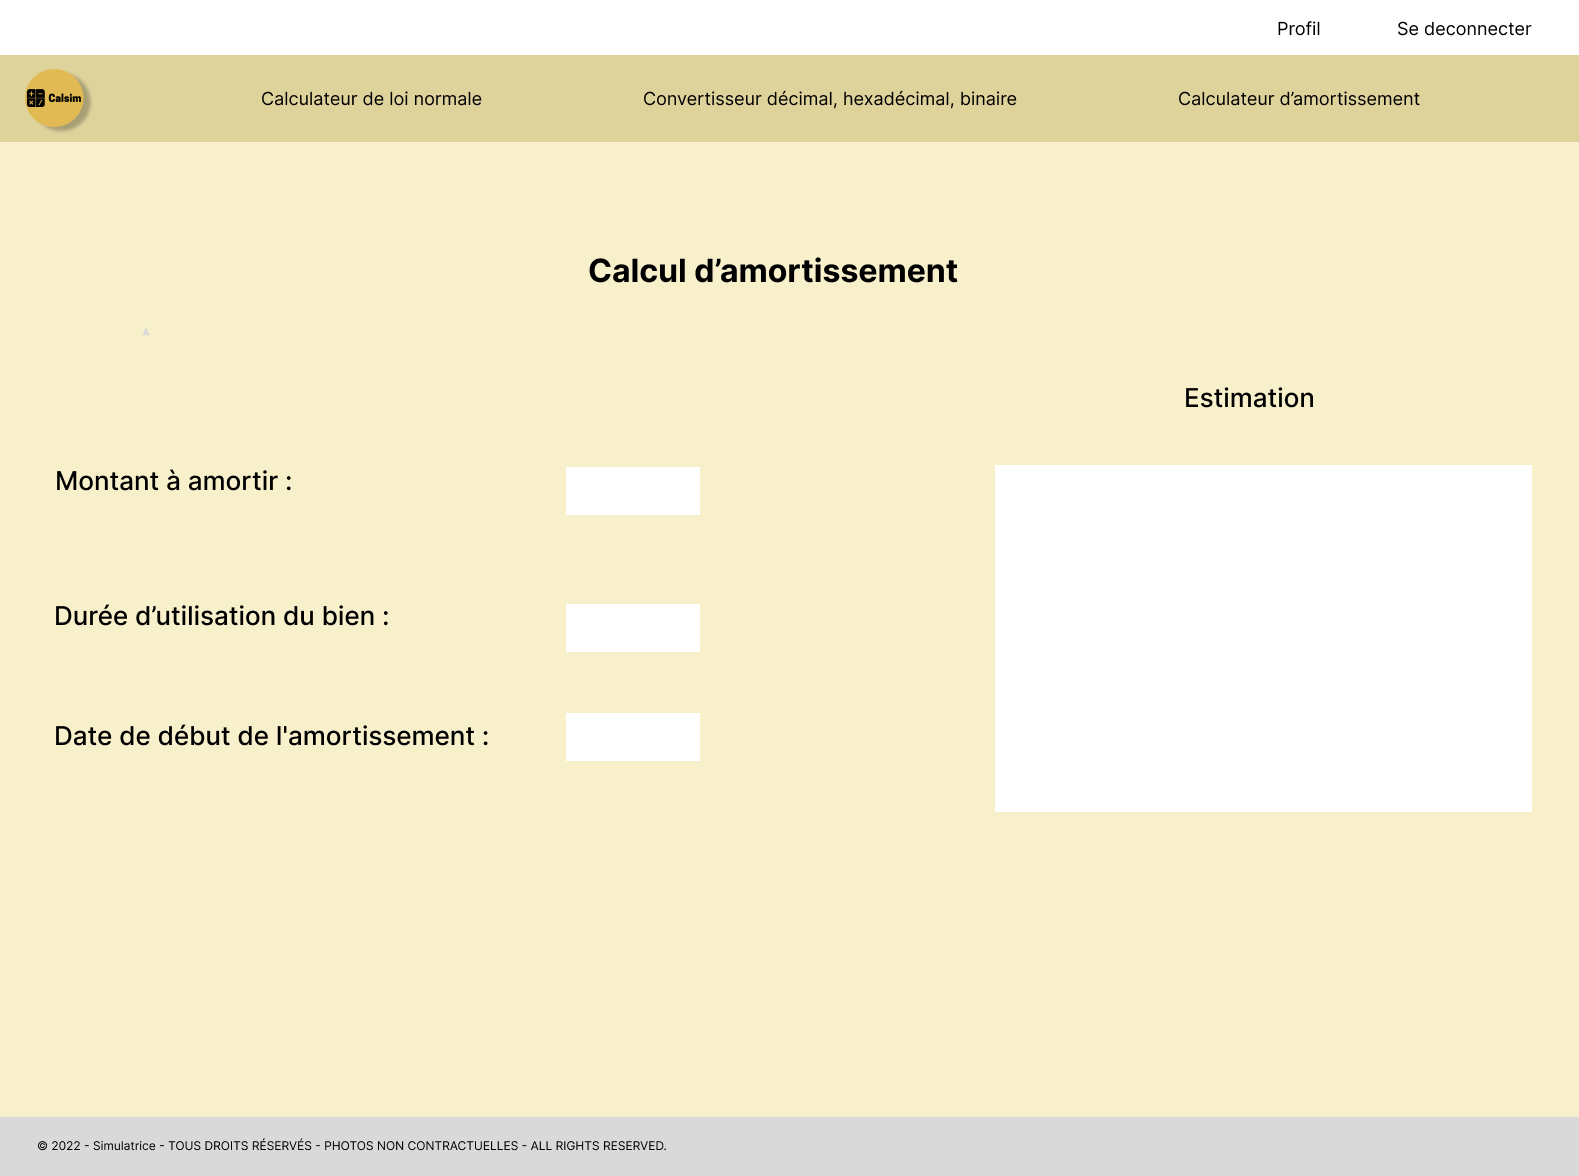 Profil
Se deconnecter
Calsim
Calculateur de loi normale
Convertisseur décimal, hexadécimal, binaire
Calculateur d’amortissement
Calcul d’amortissement
Estimation
Montant à amortir :
Durée d’utilisation du bien :
Date de début de l'amortissement :
© 2022 - Simulatrice - TOUS DROITS RÉSERVÉS - PHOTOS NON CONTRACTUELLES - ALL RIGHTS RESERVED.